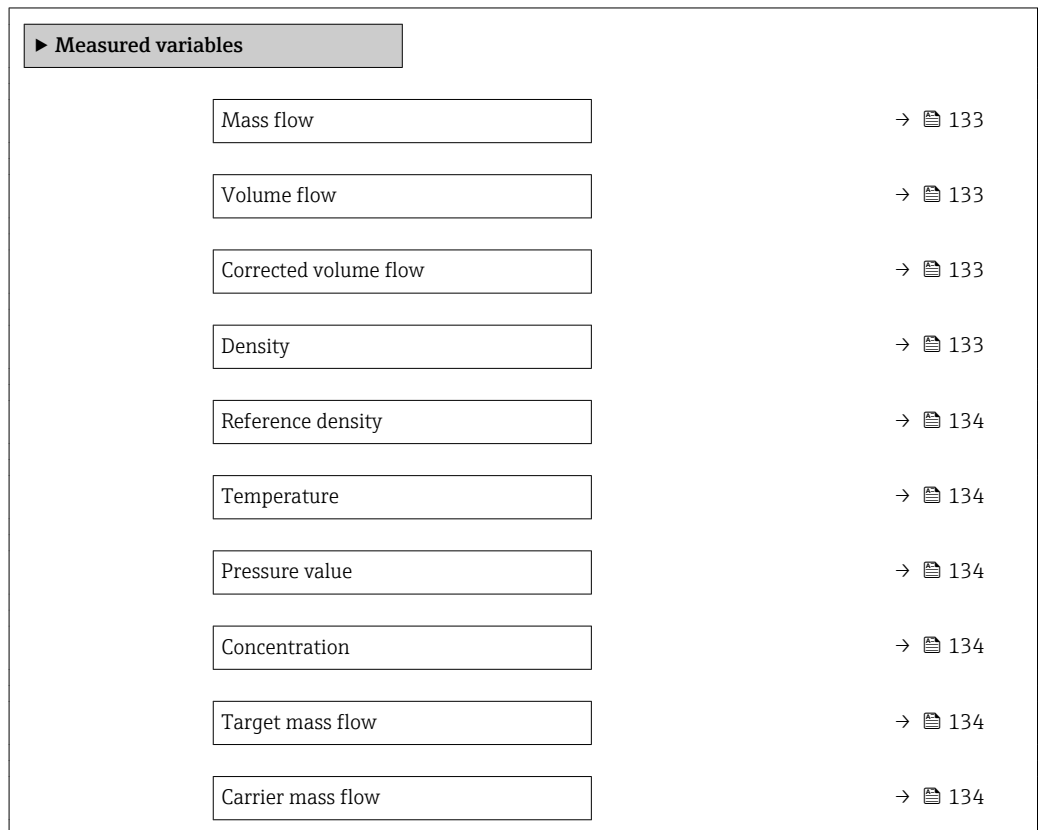 ▶ Measured variables
Mass flow → 🖺 133
Volume flow → 🖺 133
Corrected volume flow → 🖺 133
Density → 🖺 133
Reference density → 🖺 134
Temperature → 🖺 134
Pressure value → 🖺 134
Concentration → 🖺 134
Target mass flow → 🖺 134
Carrier mass flow → 🖺 134